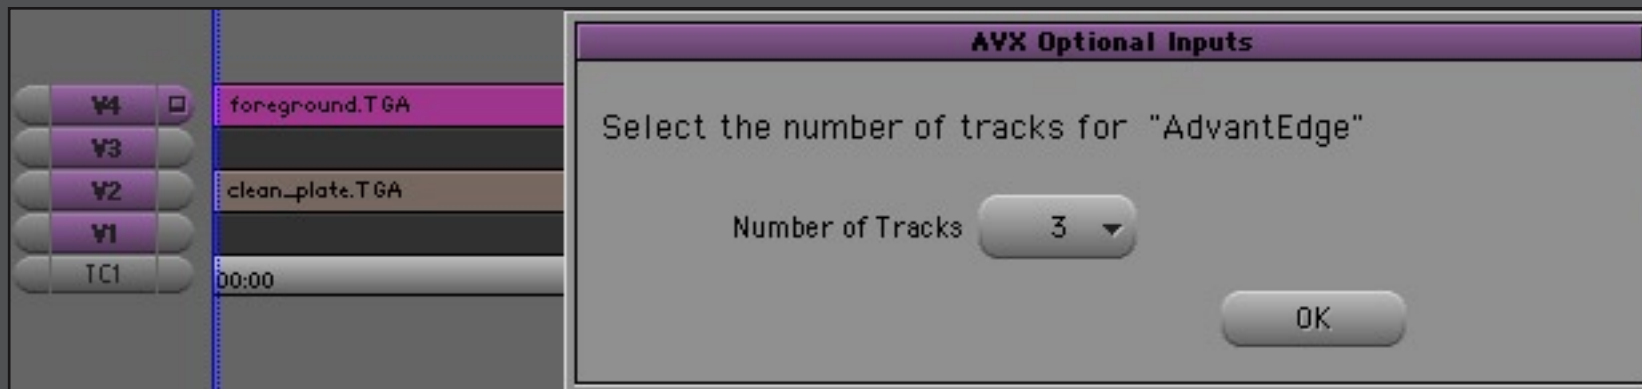 AVX Optional Inputs
V4 foreground.TGA
V3
V2 clean_plate.TGA
V1
TC1 00:00
Select the number of tracks for "AdvantEdge"
Number of Tracks 3
OK